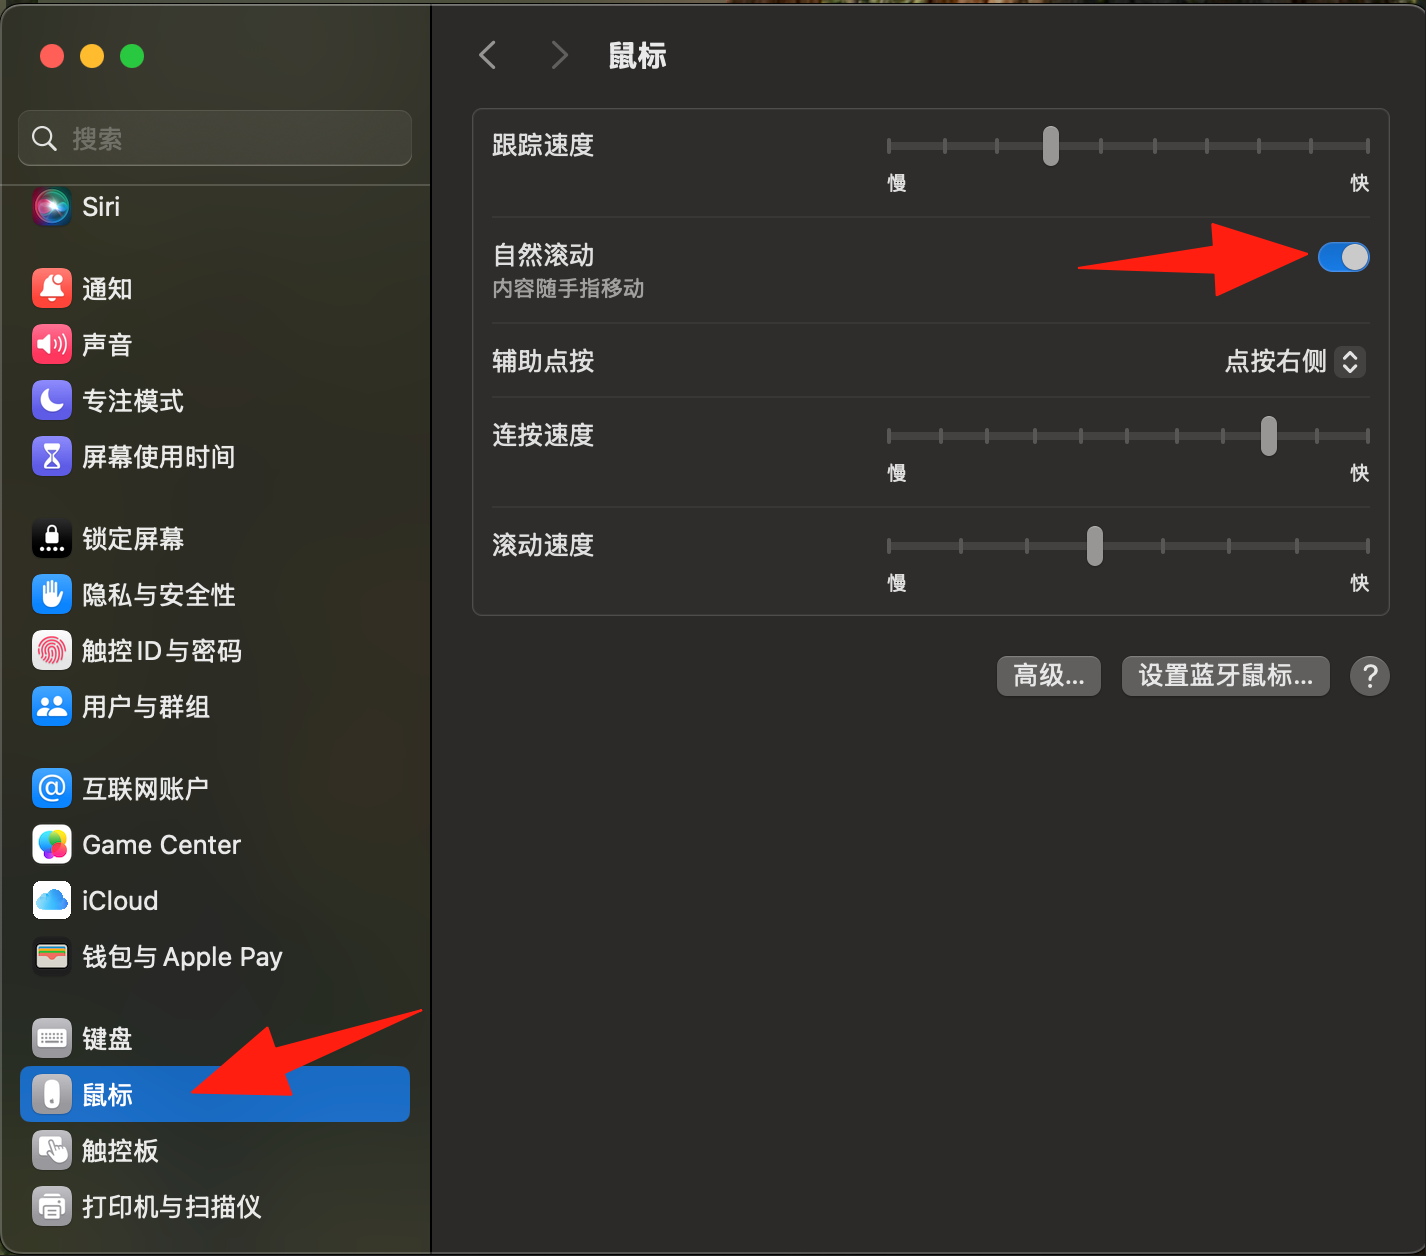 搜索
Siri
通知
声音
专注模式
屏幕使用时间
锁定屏幕
隐私与安全性
触控 ID 与密码
用户与群组
互联网账户
Game Center
iCloud
钱包与 Apple Pay
键盘
鼠标
触控板
打印机与扫描仪
鼠标
跟踪速度
慢 快
自然滚动
内容随手指移动
辅助点按 点按右侧
连按速度
慢 快
滚动速度
慢 快
高级... 设置蓝牙鼠标... ?